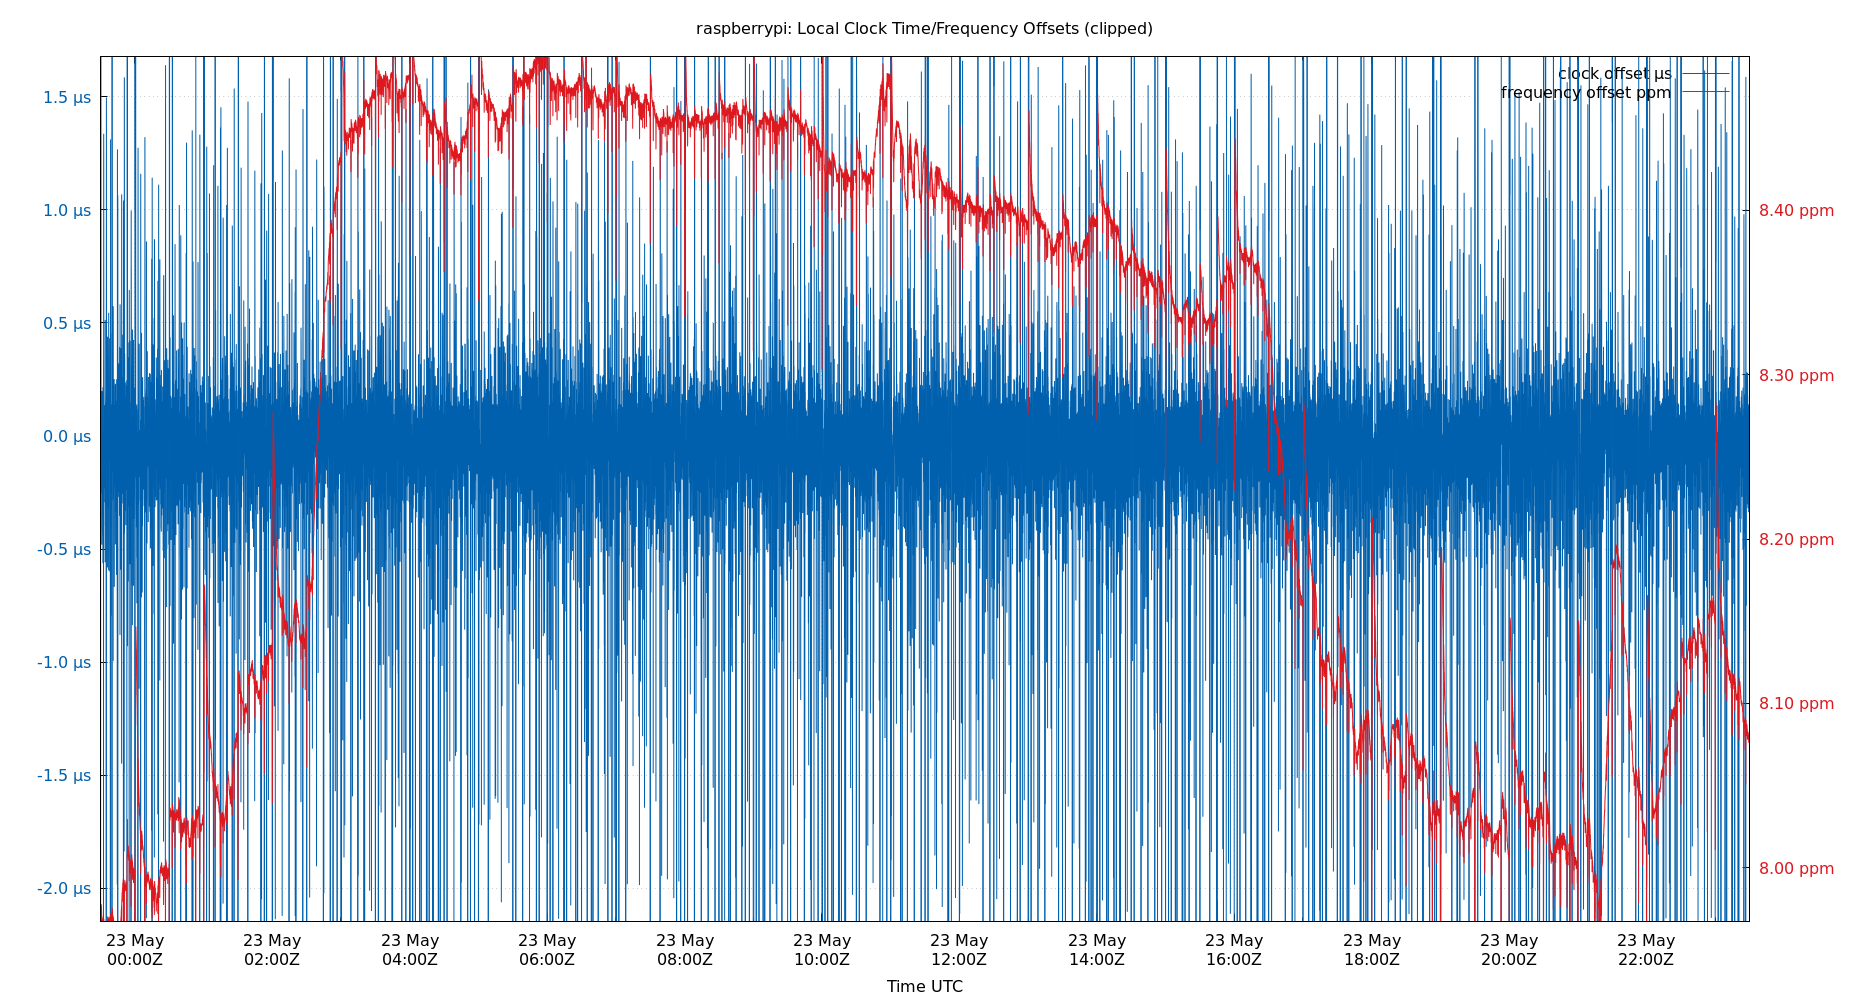 raspberrypi: Local Clock Time/Frequency Offsets (clipped)
clock offset µs
frequency offset ppm
1.5 µs
1.0 µs
0.5 µs
0.0 µs
-0.5 µs
-1.0 µs
-1.5 µs
-2.0 µs
8.40 ppm
8.30 ppm
8.20 ppm
8.10 ppm
8.00 ppm
23 May
00:00Z
23 May
02:00Z
23 May
04:00Z
23 May
06:00Z
23 May
08:00Z
23 May
10:00Z
23 May
12:00Z
23 May
14:00Z
23 May
16:00Z
23 May
18:00Z
23 May
20:00Z
23 May
22:00Z
Time UTC